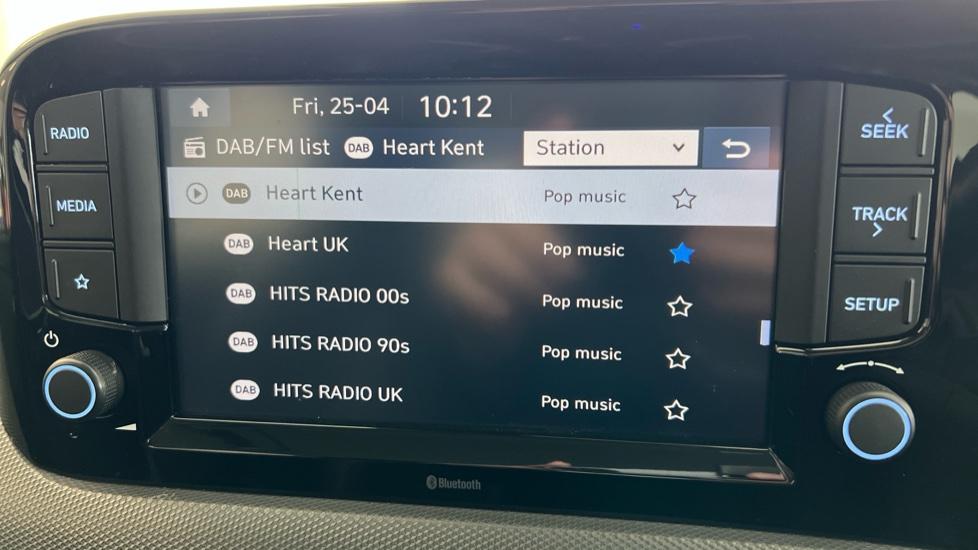 Fri, 25-04 10:12
DAB/FM list DAB Heart Kent Station
DAB Heart Kent Pop music
DAB Heart UK Pop music
DAB HITS RADIO 00s Pop music
DAB HITS RADIO 90s Pop music
DAB HITS RADIO UK Pop music
RADIO
MEDIA
SEEK
TRACK
SETUP
Bluetooth